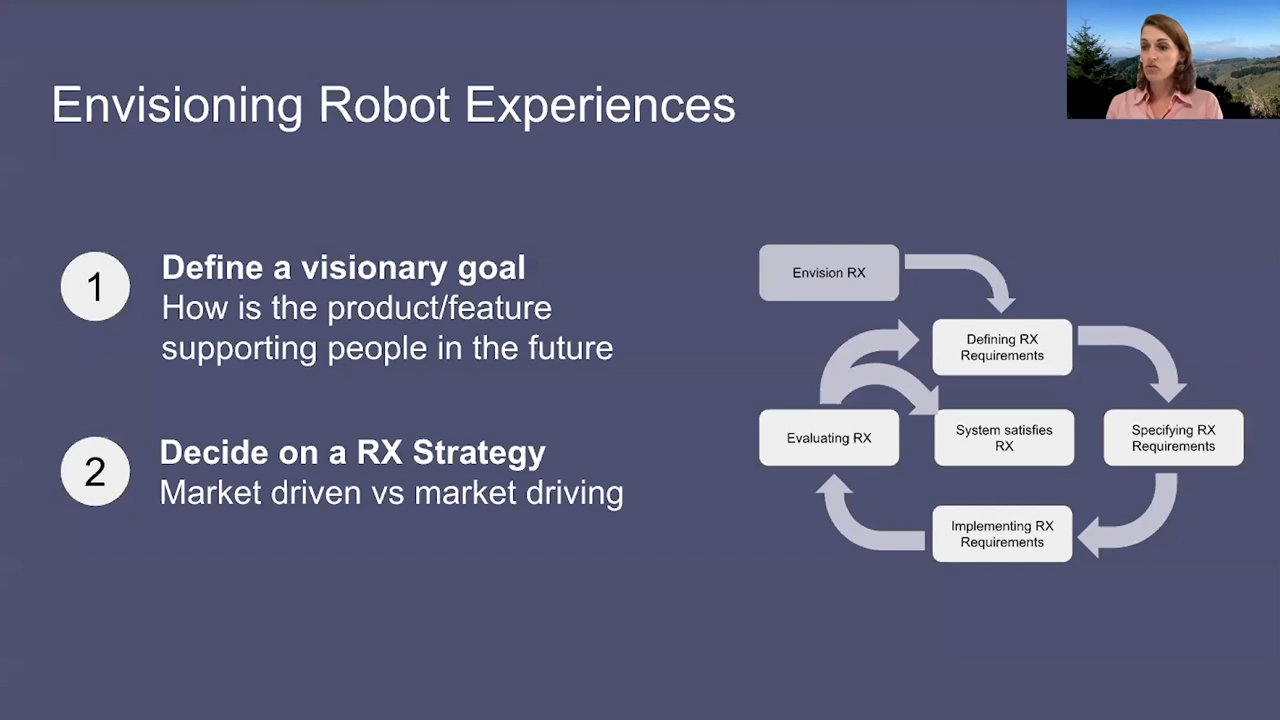 Envisioning Robot Experiences
1
Define a visionary goal
How is the product/feature
supporting people in the future
2
Decide on a RX Strategy
Market driven vs market driving
Envision RX
Defining RX
Requirements
Evaluating RX
System satisfies
RX
Specifying RX
Requirements
Implementing RX
Requirements